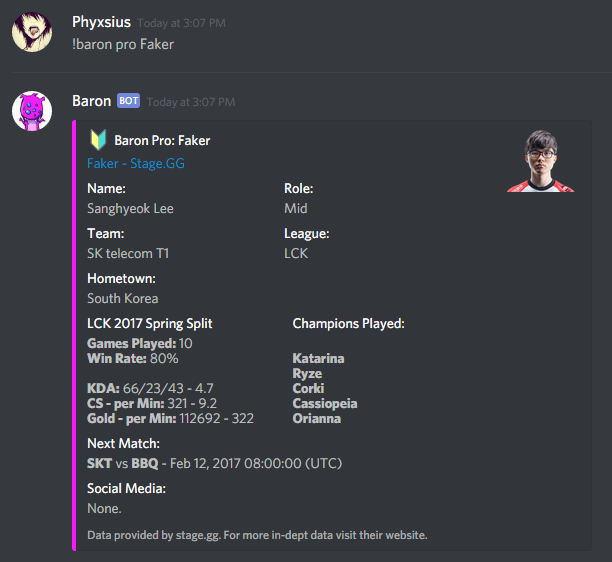 Phyxsius Today at 3:07 PM
!baron pro Faker
Baron BOT Today at 3:07 PM
Baron Pro: Faker
Faker - Stage.GG
Name: Role:
Sanghyeok Lee Mid
Team: League:
SK telecom T1 LCK
Hometown:
South Korea
LCK 2017 Spring Split Champions Played:
Games Played: 10
Win Rate: 80% Katarina
Ryze
KDA: 66/23/43 - 4.7 Corki
CS - per Min: 321 - 9.2 Cassiopeia
Gold - per Min: 112692 - 322 Orianna
Next Match:
SKT vs BBQ - Feb 12, 2017 08:00:00 (UTC)
Social Media:
None.
Data provided by stage.gg. For more in-dept data visit their website.